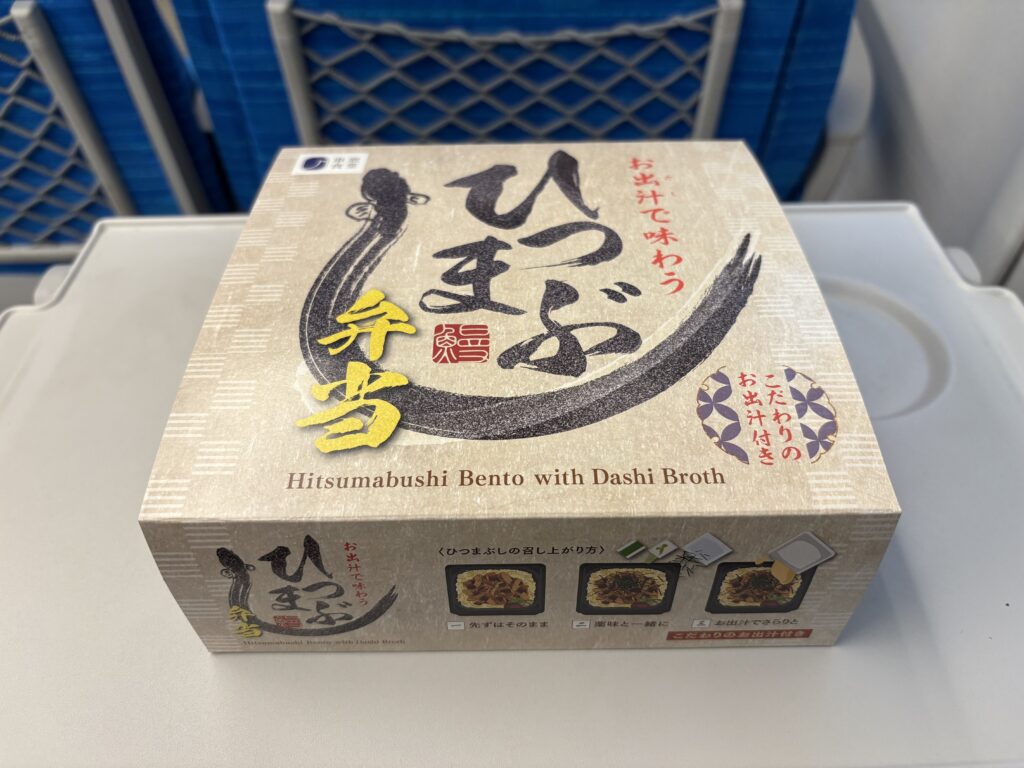 お出汁で味わう
ひつまぶ
弁当
鰻
こだわりの
お出汁付き
Hitsumabushi Bento with Dashi Broth
お出汁で味わう
ひつまぶ
弁当
Hitsumabushi Bento with Dashi Broth
〈ひつまぶしの召し上がり方〉
一 先ずはそのまま
二 薬味と一緒に
三 お出汁でさらりと
こだわりのお出汁付き